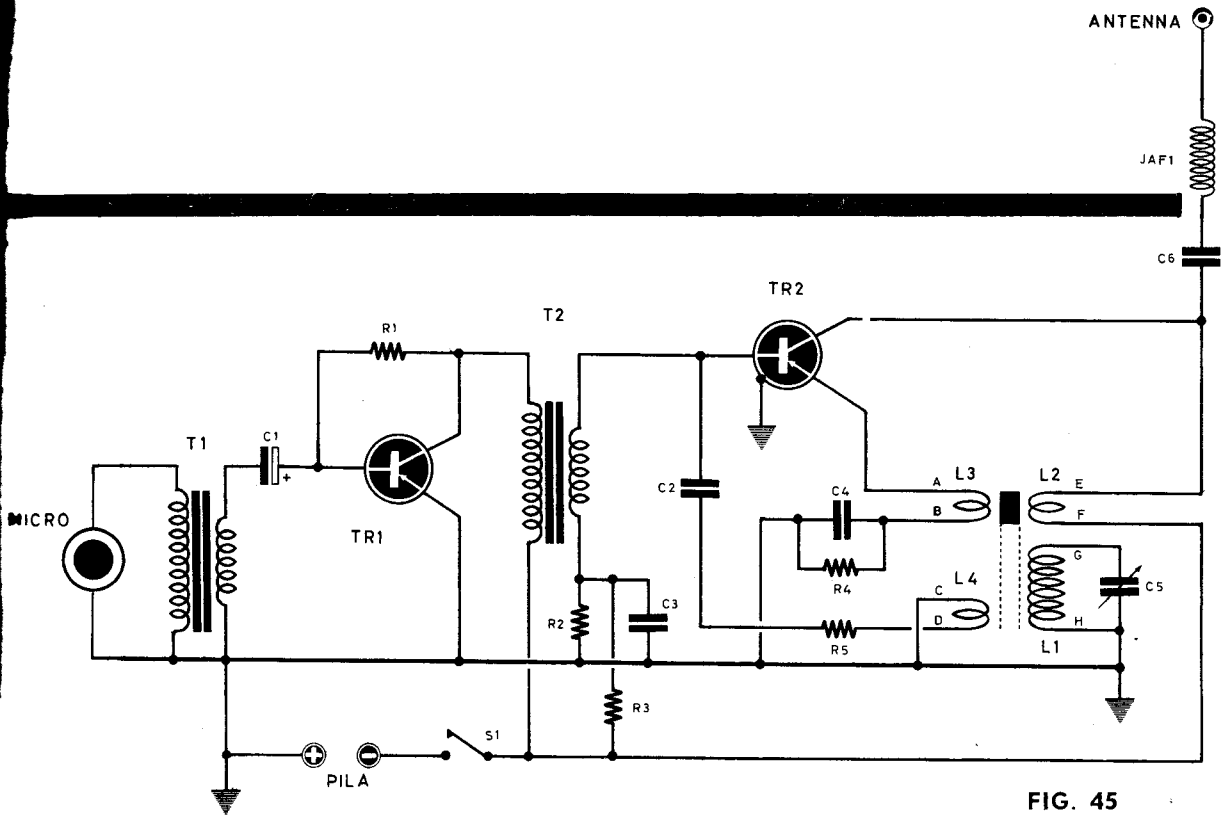 ANTENNA
JAF1
C6
TR2
T2
R1
T1
C1
+
TR1
MICRO
C2
C4
A
L3
L2
E
B
F
R4
C3
R2
L4
C
D
G
C5
H
L1
R5
R3
S1
+
−
PILA
FIG. 45